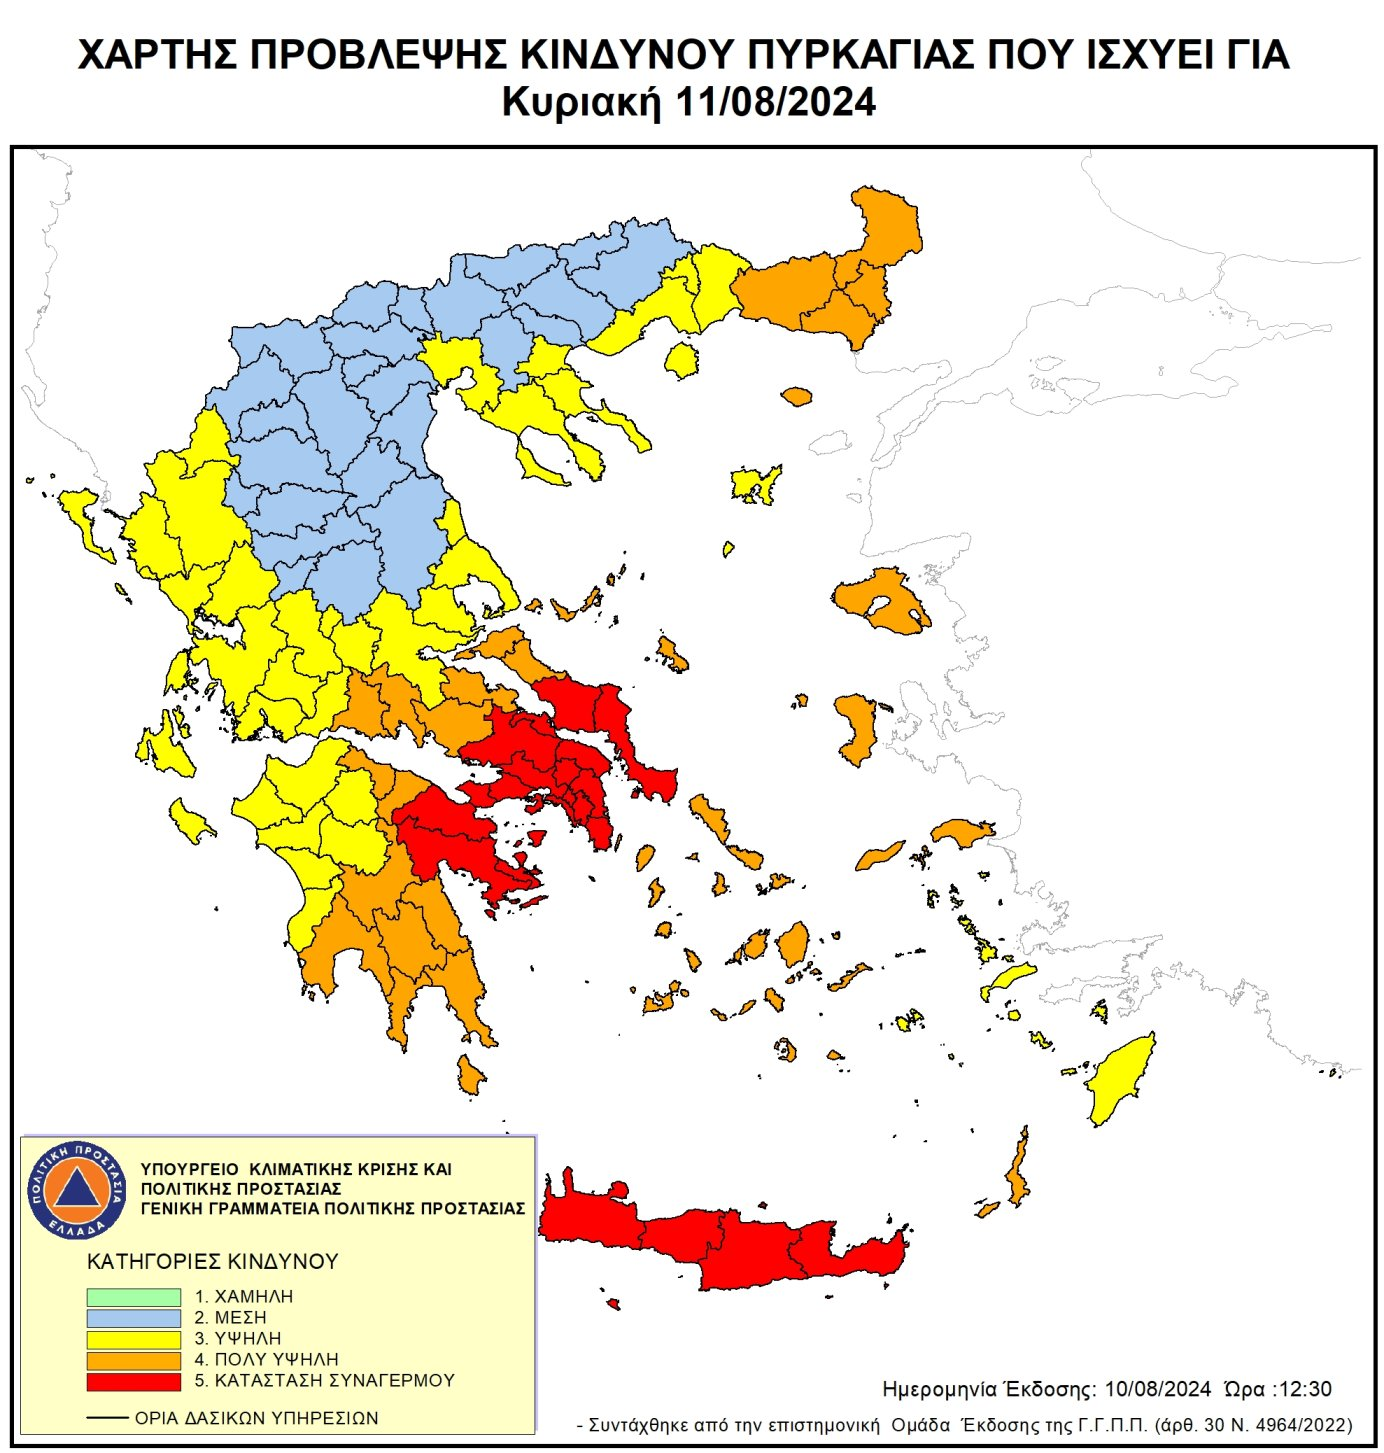 ΧΑΡΤΗΣ ΠΡΟΒΛΕΨΗΣ ΚΙΝΔΥΝΟΥ ΠΥΡΚΑΓΙΑΣ ΠΟΥ ΙΣΧΥΕΙ ΓΙΑ
Κυριακή 11/08/2024
ΠΟΛΙΤΙΚΗ ΠΡΟΣΤΑΣΙΑ
ΕΛΛΑΔΑ
ΥΠΟΥΡΓΕΙΟ ΚΛΙΜΑΤΙΚΗΣ ΚΡΙΣΗΣ ΚΑΙ
ΠΟΛΙΤΙΚΗΣ ΠΡΟΣΤΑΣΙΑΣ
ΓΕΝΙΚΗ ΓΡΑΜΜΑΤΕΙΑ ΠΟΛΙΤΙΚΗΣ ΠΡΟΣΤΑΣΙΑΣ
ΚΑΤΗΓΟΡΙΕΣ ΚΙΝΔΥΝΟΥ
1. ΧΑΜΗΛΗ
2. ΜΕΣΗ
3. ΥΨΗΛΗ
4. ΠΟΛΥ ΥΨΗΛΗ
5. ΚΑΤΑΣΤΑΣΗ ΣΥΝΑΓΕΡΜΟΥ
ΟΡΙΑ ΔΑΣΙΚΩΝ ΥΠΗΡΕΣΙΩΝ
Ημερομηνία Έκδοσης: 10/08/2024 Ώρα :12:30
- Συντάχθηκε από την επιστημονική Ομάδα Έκδοσης της Γ.Γ.Π.Π. (άρθ. 30 Ν. 4964/2022)